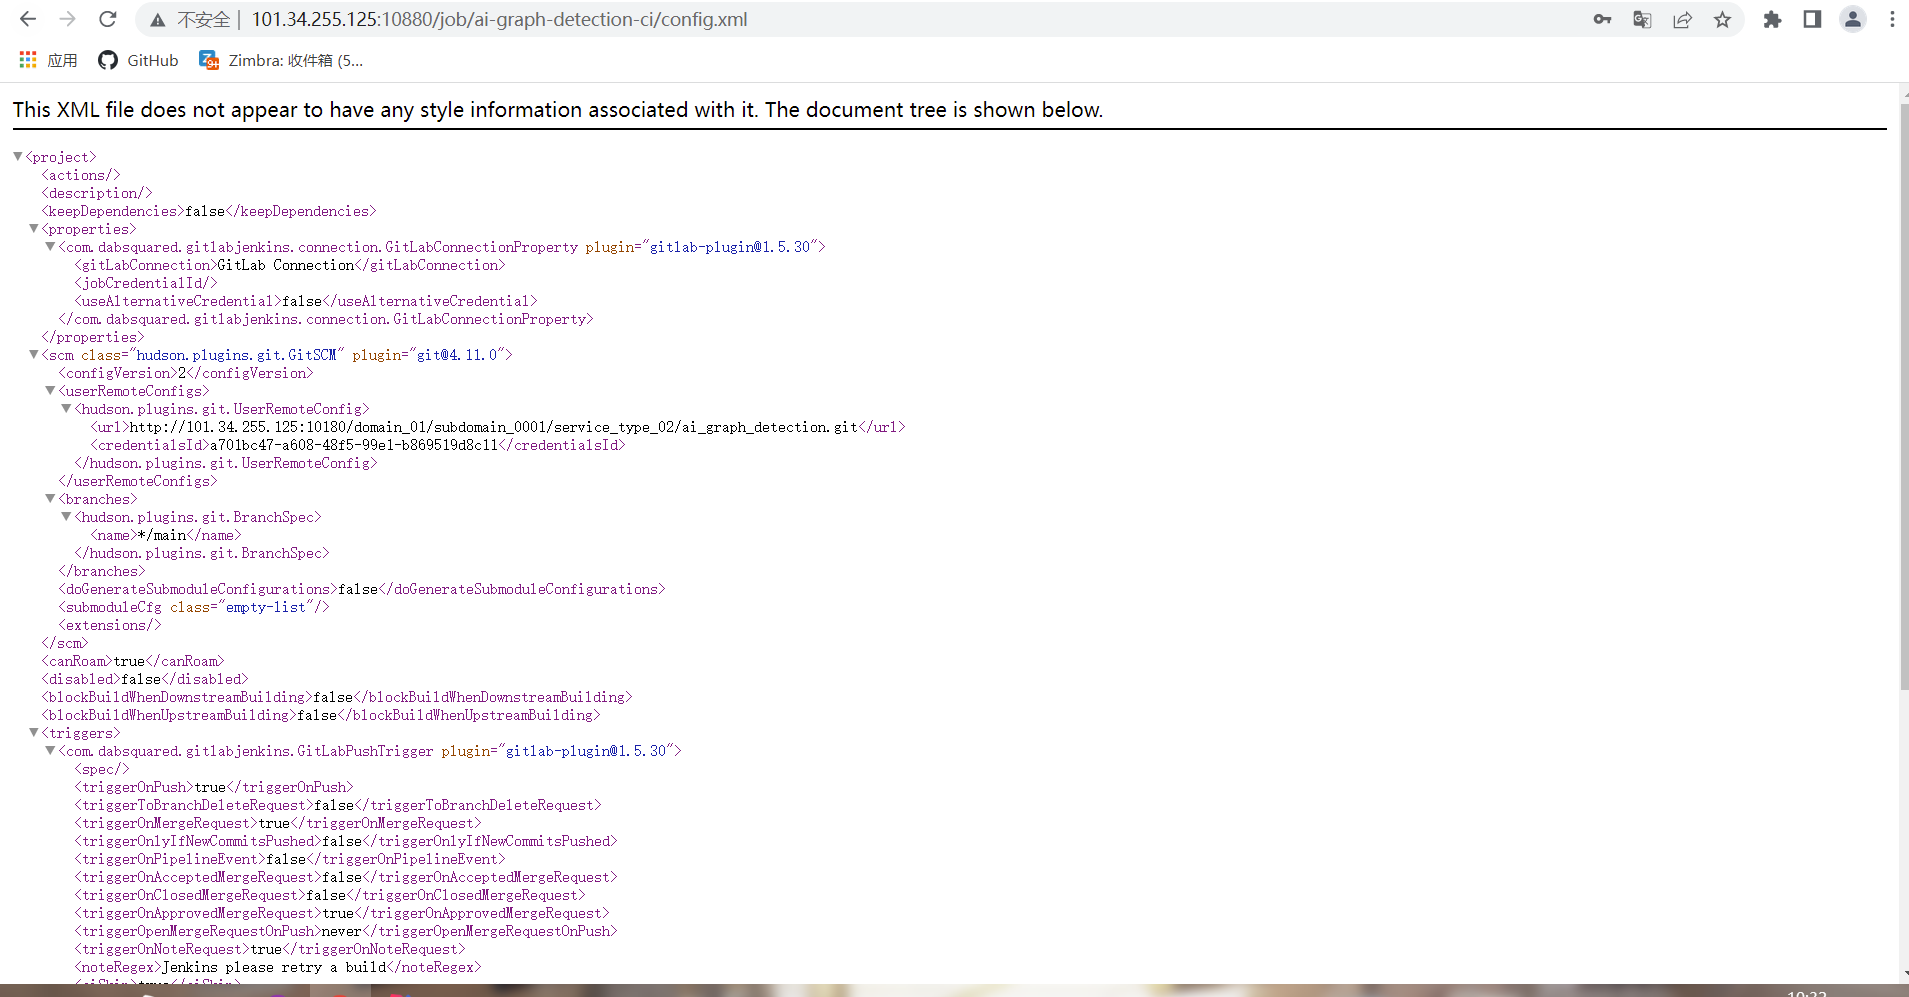 不安全 | 101.34.255.125:10880/job/ai-graph-detection-ci/config.xml
应用 GitHub Zimbra: 收件箱 (5...
This XML file does not appear to have any style information associated with it. The document tree is shown below.
<project>
<actions/>
<description/>
<keepDependencies>false</keepDependencies>
<properties>
<com.dabsquared.gitlabjenkins.connection.GitLabConnectionProperty plugin="gitlab-plugin@1.5.30">
<gitLabConnection>GitLab Connection</gitLabConnection>
<jobCredentialId/>
<useAlternativeCredential>false</useAlternativeCredential>
</com.dabsquared.gitlabjenkins.connection.GitLabConnectionProperty>
</properties>
<scm class="hudson.plugins.git.GitSCM" plugin="git@4.11.0">
<configVersion>2</configVersion>
<userRemoteConfigs>
<hudson.plugins.git.UserRemoteConfig>
<url>http://101.34.255.125:10180/domain_01/subdomain_0001/service_type_02/ai_graph_detection.git</url>
<credentialsId>a701bc47-a608-48f5-99e1-b869519d8c11</credentialsId>
</hudson.plugins.git.UserRemoteConfig>
</userRemoteConfigs>
<branches>
<hudson.plugins.git.BranchSpec>
<name>*/main</name>
</hudson.plugins.git.BranchSpec>
</branches>
<doGenerateSubmoduleConfigurations>false</doGenerateSubmoduleConfigurations>
<submoduleCfg class="empty-list"/>
<extensions/>
</scm>
<canRoam>true</canRoam>
<disabled>false</disabled>
<blockBuildWhenDownstreamBuilding>false</blockBuildWhenDownstreamBuilding>
<blockBuildWhenUpstreamBuilding>false</blockBuildWhenUpstreamBuilding>
<triggers>
<com.dabsquared.gitlabjenkins.GitLabPushTrigger plugin="gitlab-plugin@1.5.30">
<spec/>
<triggerOnPush>true</triggerOnPush>
<triggerToBranchDeleteRequest>false</triggerToBranchDeleteRequest>
<triggerOnMergeRequest>true</triggerOnMergeRequest>
<triggerOnlyIfNewCommitsPushed>false</triggerOnlyIfNewCommitsPushed>
<triggerOnPipelineEvent>false</triggerOnPipelineEvent>
<triggerOnAcceptedMergeRequest>false</triggerOnAcceptedMergeRequest>
<triggerOnClosedMergeRequest>false</triggerOnClosedMergeRequest>
<triggerOnApprovedMergeRequest>true</triggerOnApprovedMergeRequest>
<triggerOpenMergeRequestOnPush>never</triggerOpenMergeRequestOnPush>
<triggerOnNoteRequest>true</triggerOnNoteRequest>
<noteRegex>Jenkins please retry a build</noteRegex>
<ciSkip>true</ciSkip>